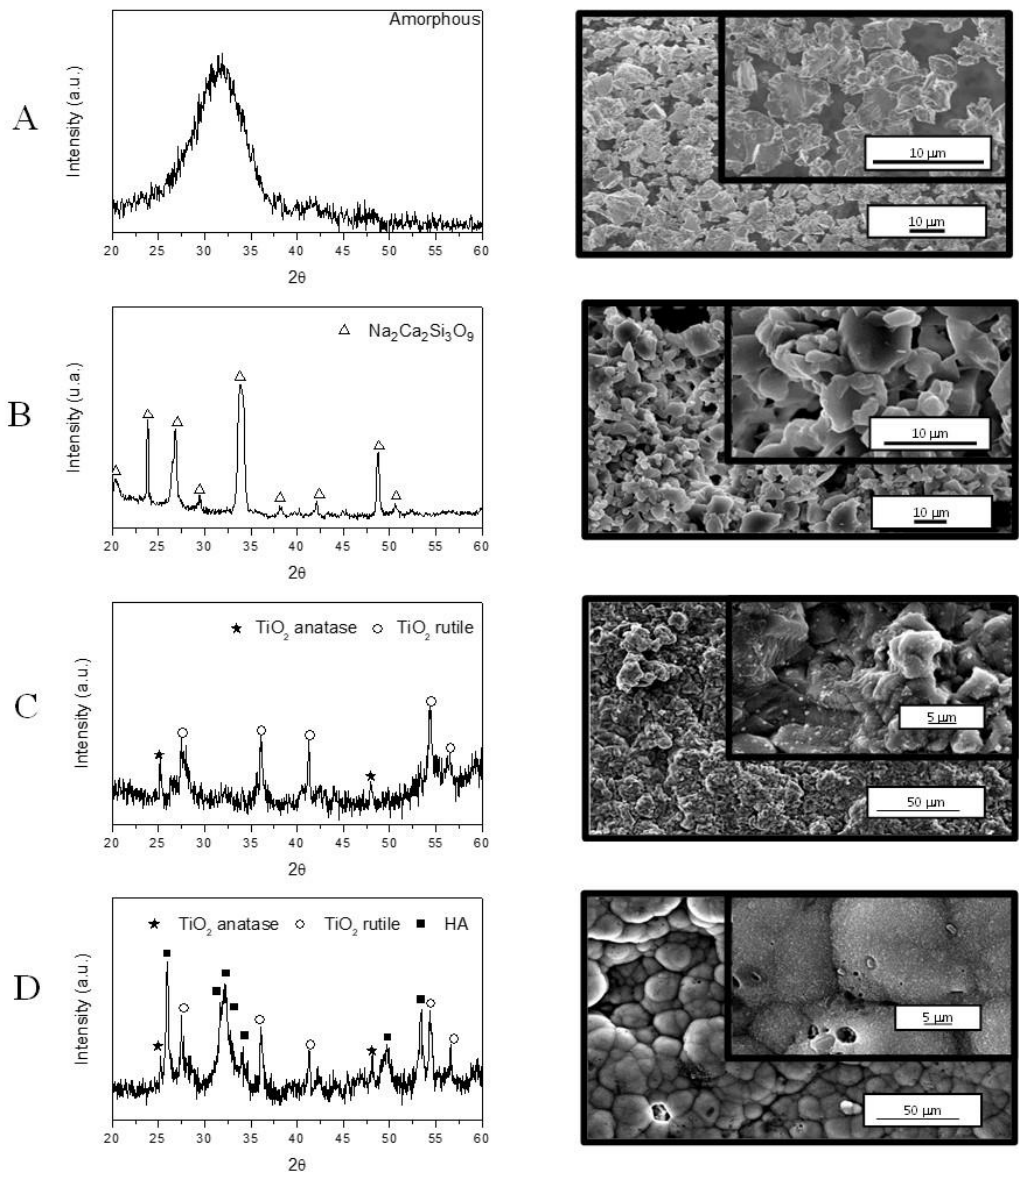 A
Amorphous
Intensity (a.u.)
20 25 30 35 40 45 50 55 60
2θ
10 µm
10 µm
B
△ Na₂Ca₂Si₃O₉
Intensity (u.a.)
20 25 30 35 40 45 50 55 60
2θ
10 µm
10 µm
C
★ TiO₂ anatase ○ TiO₂ rutile
Intensity (a.u.)
20 25 30 35 40 45 50 55 60
2θ
5 µm
50 µm
D
★ TiO₂ anatase ○ TiO₂ rutile ■ HA
Intensity (a.u.)
20 25 30 35 40 45 50 55 60
2θ
5 µm
50 µm